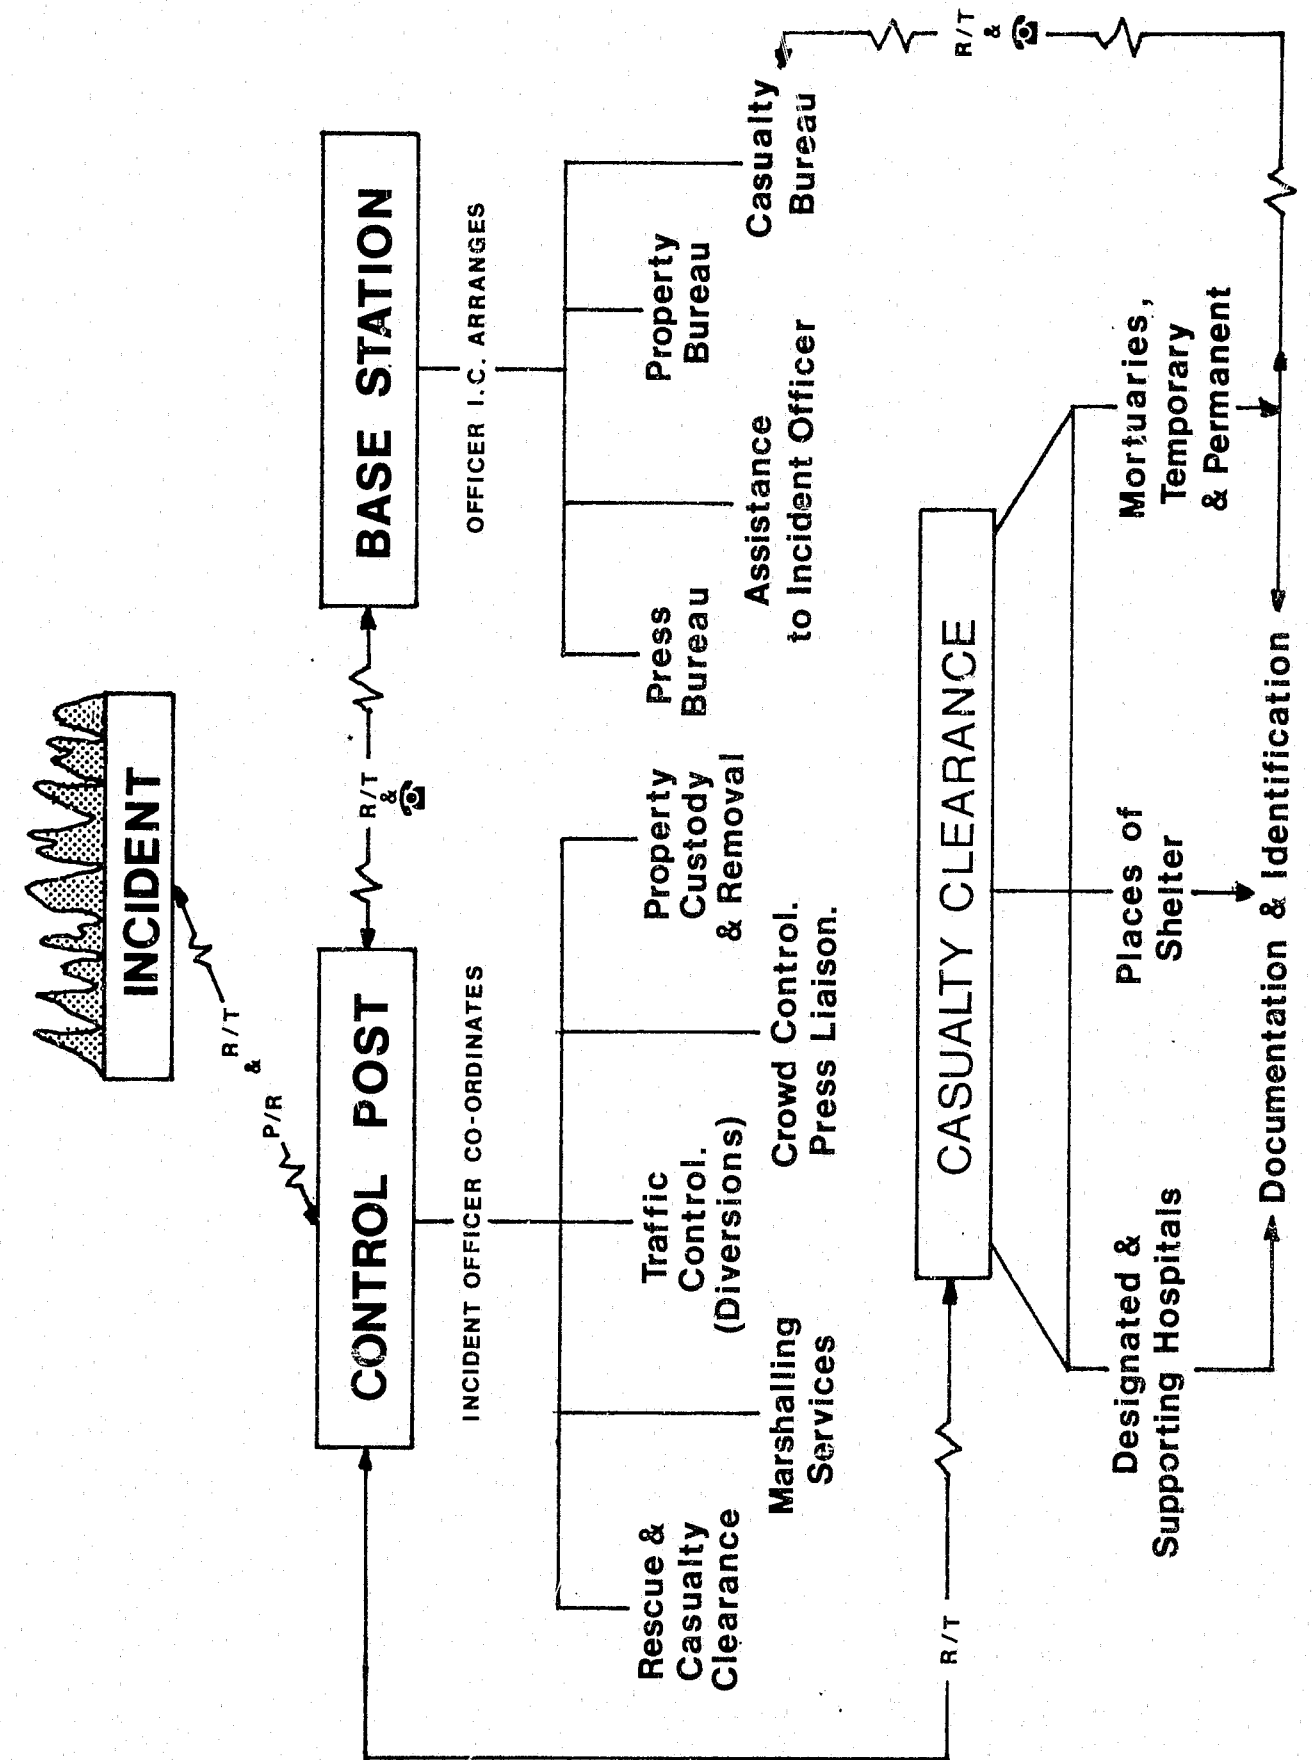 INCIDENT
R/T
&
P/R
CONTROL POST
R/T
&
BASE STATION
INCIDENT OFFICER CO-ORDINATES
OFFICER I.C. ARRANGES
Rescue &
Casualty
Clearance
Marshalling
Services
Traffic
Control.
(Diversions)
Crowd Control.
Press Liaison.
Property
Custody
& Removal
Press
Bureau
Assistance
to Incident Officer
Property
Bureau
Casualty
Bureau
R/T
&
R/T
CASUALTY CLEARANCE
Designated &
Supporting Hospitals
Places of
Shelter
Mortuaries,
Temporary
& Permanent
Documentation & Identification